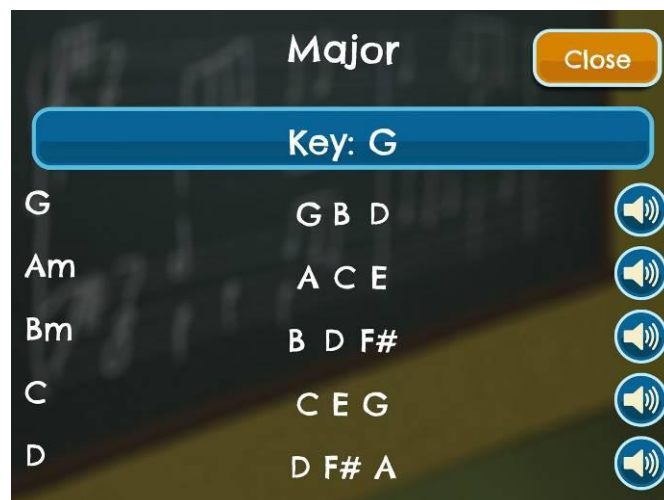 Major
Close
Key: G
G G B D
Am A C E
Bm B D F#
C C E G
D D F# A